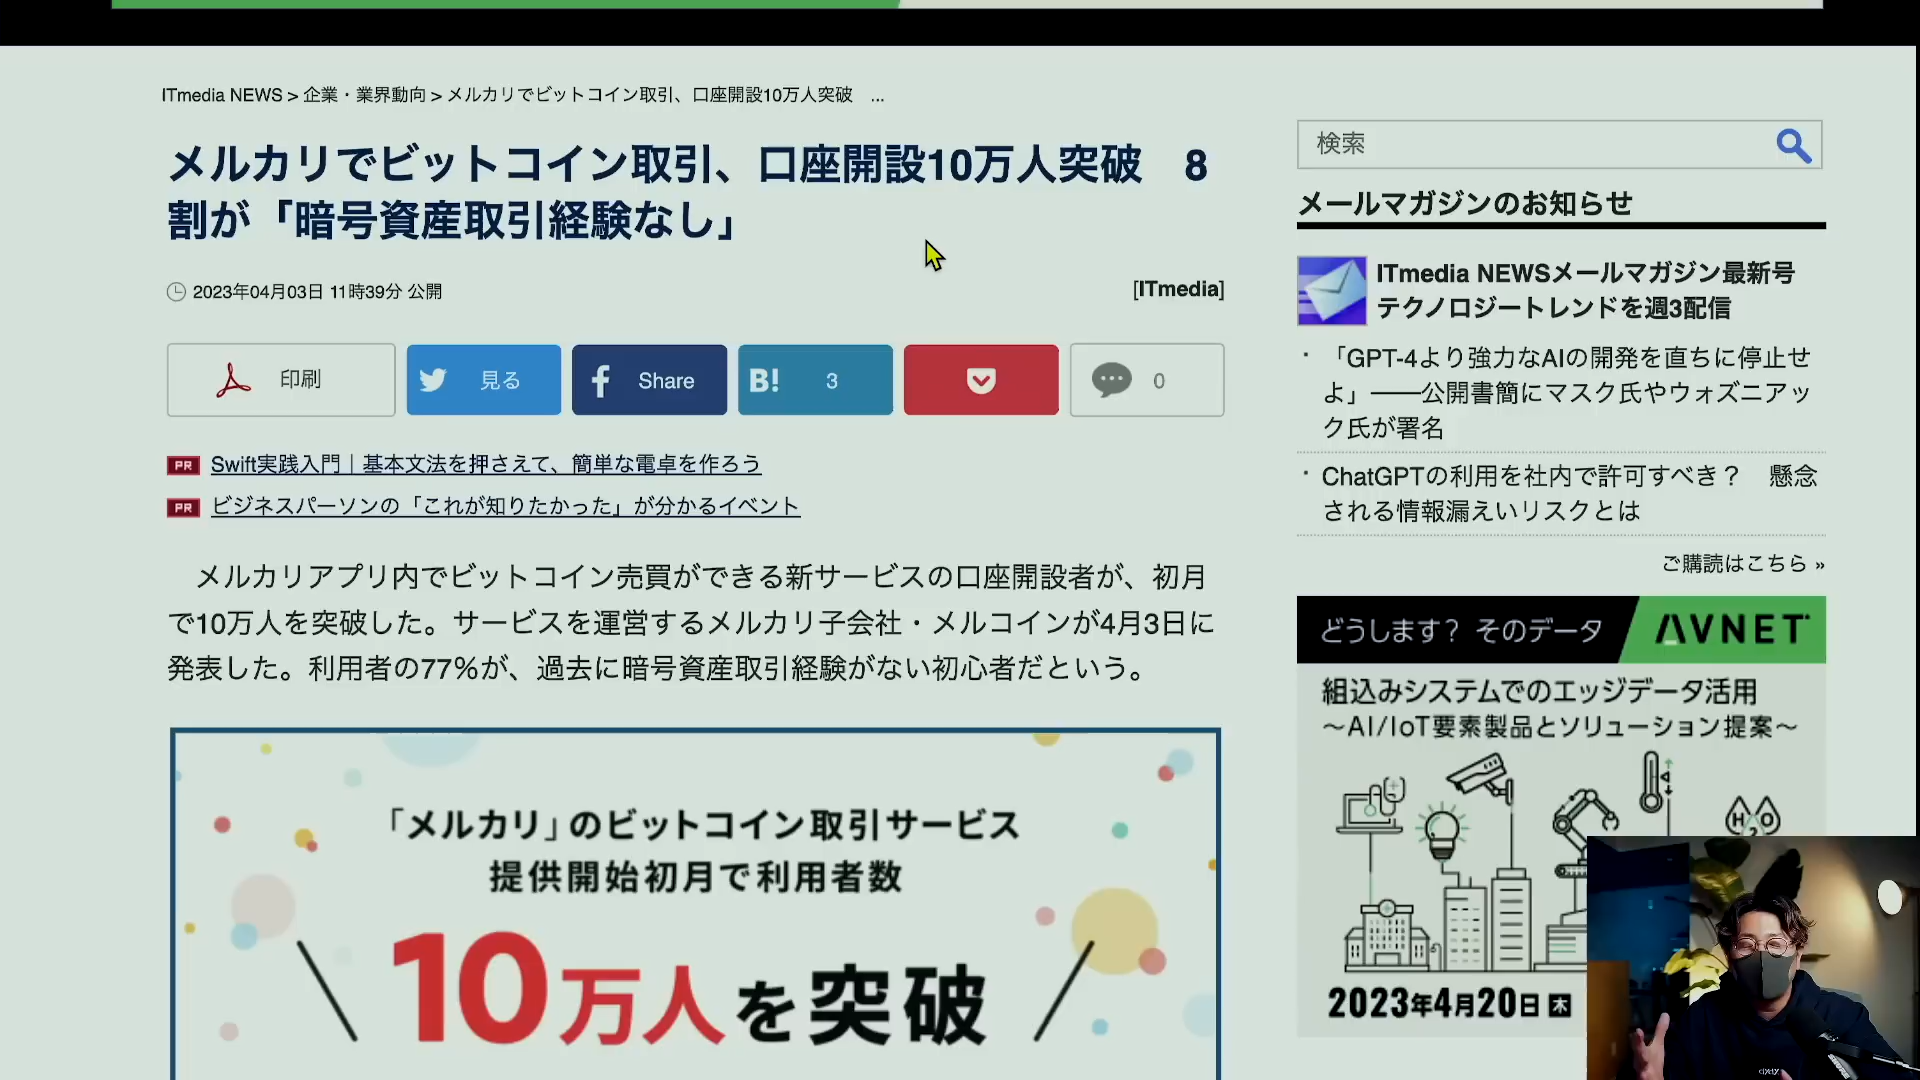 ITmedia NEWS > 企業・業界動向 > メルカリでビットコイン取引、口座開設10万人突破　...
メルカリでビットコイン取引、口座開設10万人突破　8
割が「暗号資産取引経験なし」
2023年04月03日 11時39分 公開
[ITmedia]
印刷
見る
Share
B! 3
0
PR Swift実践入門｜基本文法を押さえて、簡単な電卓を作ろう
PR ビジネスパーソンの「これが知りたかった」が分かるイベント
メルカリアプリ内でビットコイン売買ができる新サービスの口座開設者が、初月
で10万人を突破した。サービスを運営するメルカリ子会社・メルコインが4月3日に
発表した。利用者の77%が、過去に暗号資産取引経験がない初心者だという。
「メルカリ」のビットコイン取引サービス
提供開始初月で利用者数
10万人を突破
検索
メールマガジンのお知らせ
ITmedia NEWSメールマガジン最新号
テクノロジートレンドを週3配信
・「GPT-4より強力なAIの開発を直ちに停止せ
よ」――公開書簡にマスク氏やウォズニアッ
ク氏が署名
・ChatGPTの利用を社内で許可すべき？　懸念
される情報漏えいリスクとは
ご購読はこちら »
どうします？ そのデータ
AVNET
組込みシステムでのエッジデータ活用
～AI/IoT要素製品とソリューション提案～
H2O
2023年4月20日 木